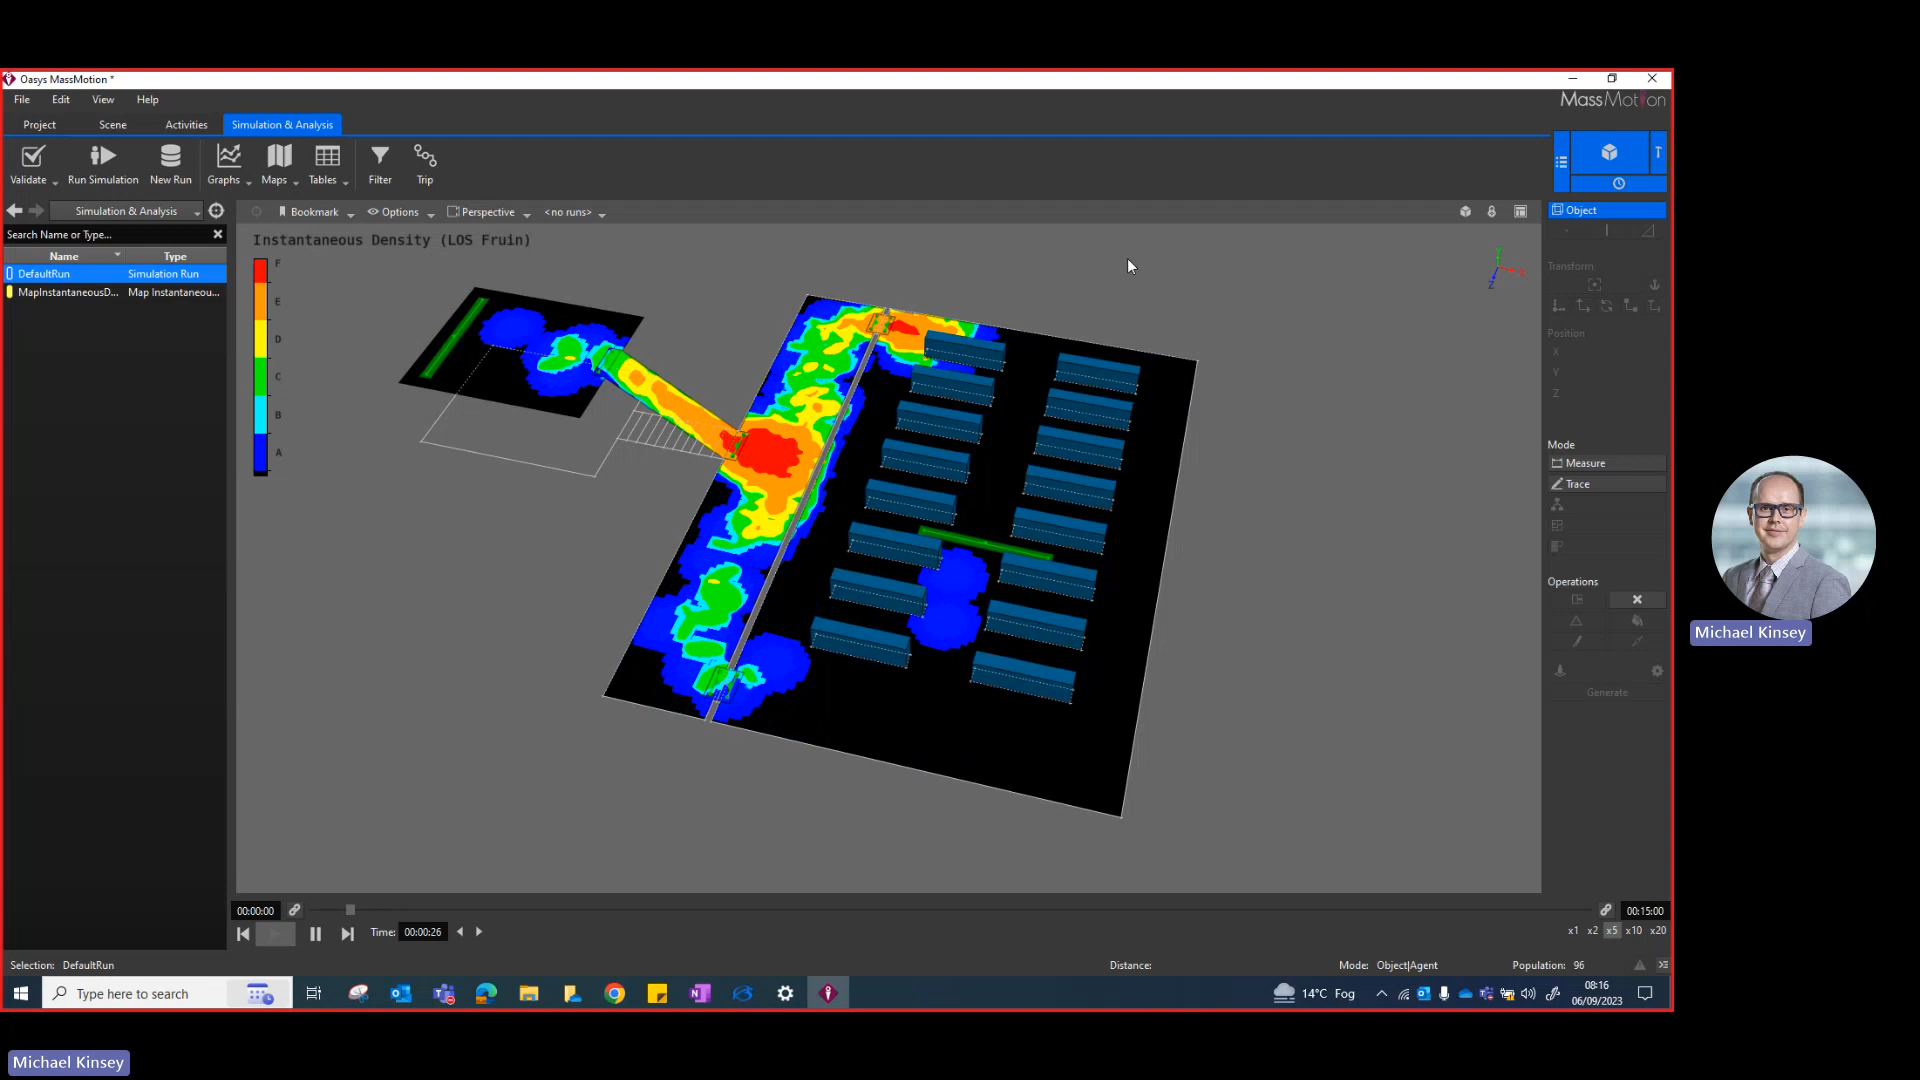 Oasys MassMotion *
File Edit View Help
MassMotion
Project Scene Activities Simulation & Analysis
Validate Run Simulation New Run Graphs Maps Tables Filter Trip
Simulation & Analysis
Bookmark Options Perspective <no runs>
Object
Search Name or Type...
Name Type
DefaultRun Simulation Run
MapInstantaneousD... Map Instantaneou...
Instantaneous Density (LOS Fruin)
F
E
D
C
B
A
Y
X
Z
Transform
Position
X
Y
Z
Mode
Measure
Trace
Operations
Generate
Michael Kinsey
00:00:00 00:15:00
Time: 00:00:26 x1 x2 x5 x10 x20
Selection: DefaultRun Distance: Mode: Object|Agent Population: 96
Type here to search 14°C Fog 08:16
06/09/2023
Michael Kinsey